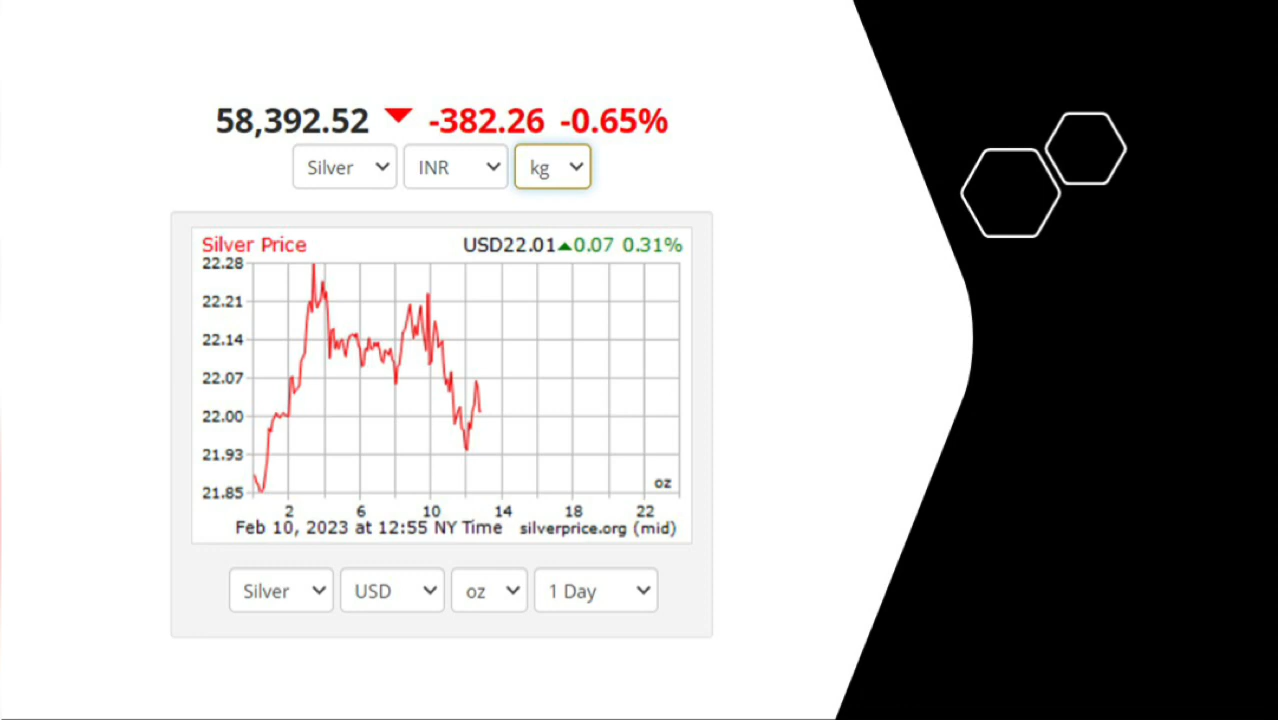 58,392.52 ▼ -382.26 -0.65%
Silver INR kg
Silver Price USD22.01▲0.07 0.31%
22.28
22.21
22.14
22.07
22.00
21.93
21.85
oz
2 6 10 14 18 22
Feb 10, 2023 at 12:55 NY Time silverprice.org (mid)
Silver USD oz 1 Day